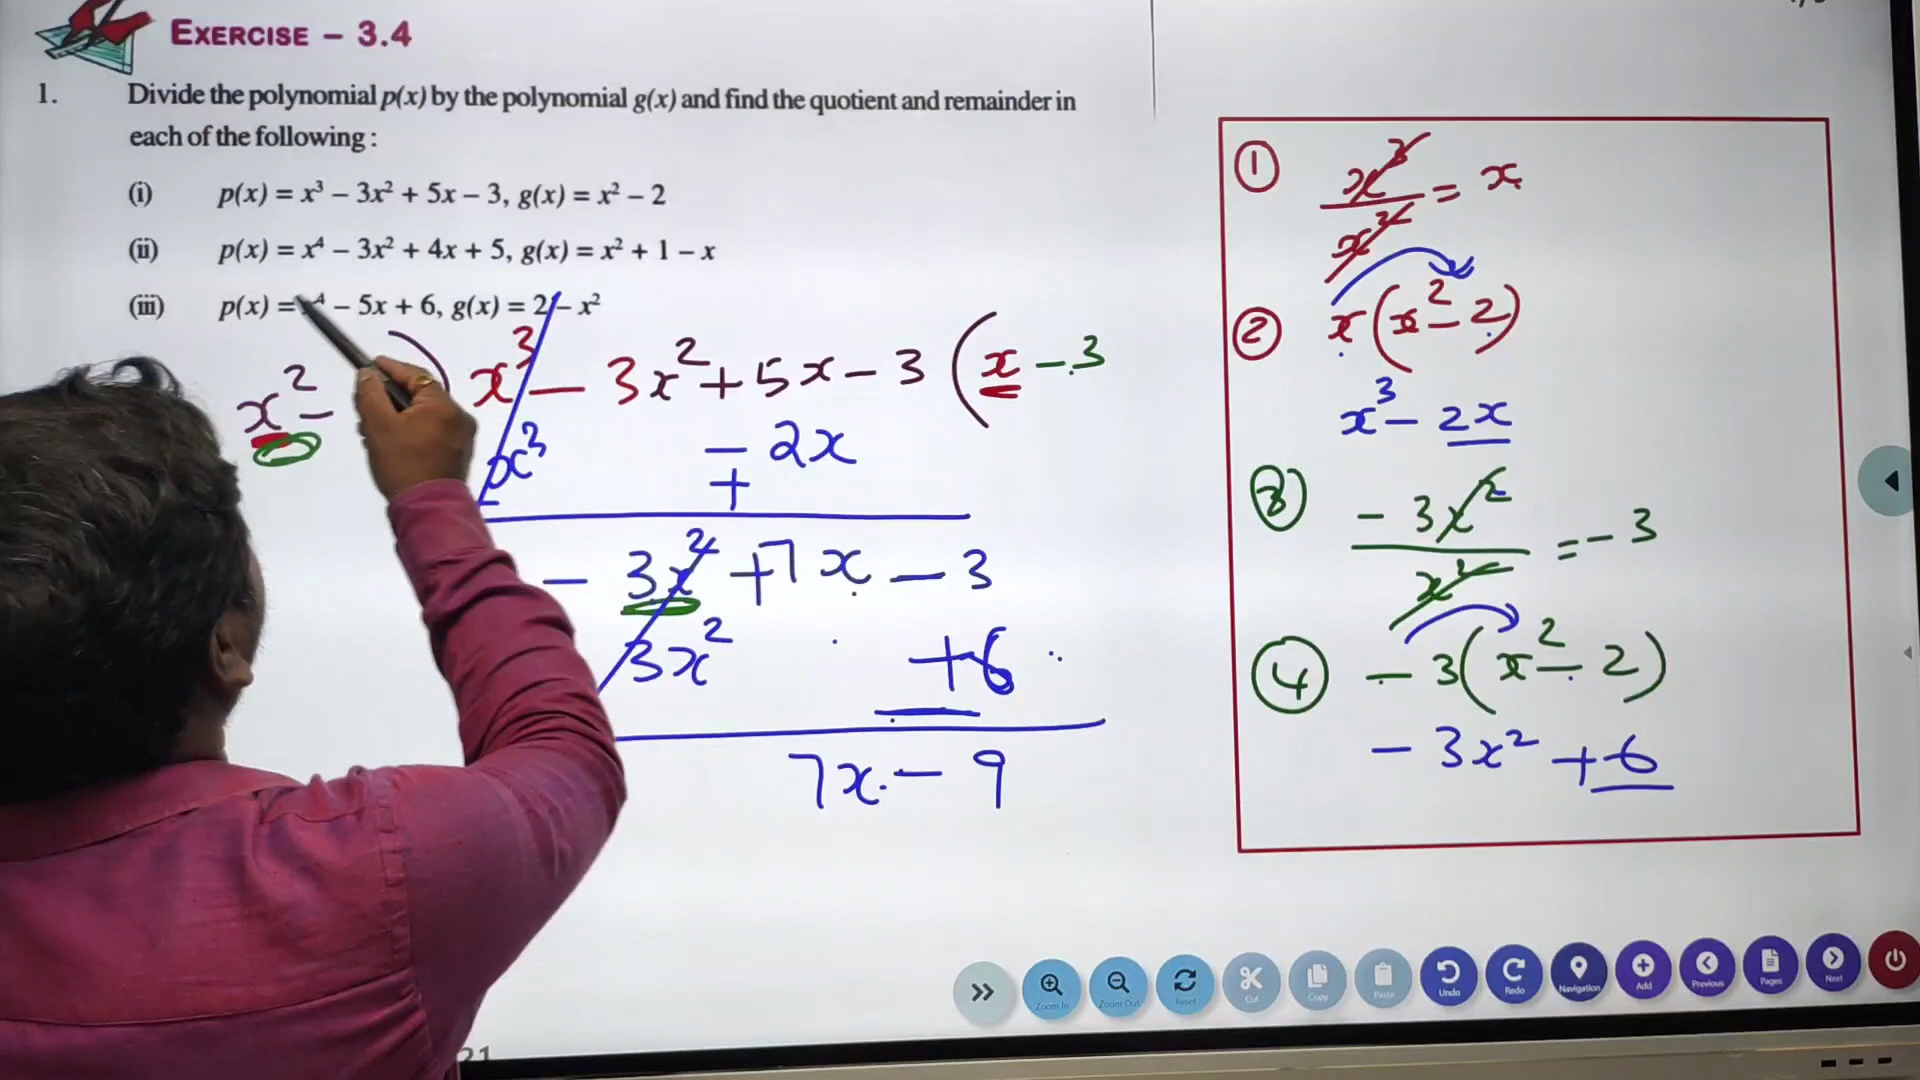 EXERCISE – 3.4
1. Divide the polynomial p(x) by the polynomial g(x) and find the quotient and remainder in
each of the following :
(i) p(x) = x³ – 3x² + 5x – 3, g(x) = x² – 2
(ii) p(x) = x⁴ – 3x² + 4x + 5, g(x) = x² + 1 – x
(iii) p(x) = x⁴ – 5x + 6, g(x) = 2 – x²
x² – ) x³ – 3x² + 5x – 3 ( x – 3
x³ – 2x
+
– 3x² + 7x – 3
3x² + 6
7x – 9
① x³/x² = x
② x(x² – 2)
x³ – 2x
③ – 3x²/x² = – 3
④ – 3(x² – 2)
– 3x² + 6
Zoom In
Zoom Out
Reset
Cut
Copy
Paste
Undo
Redo
Navigation
Add
Previous
Pages
Next
21